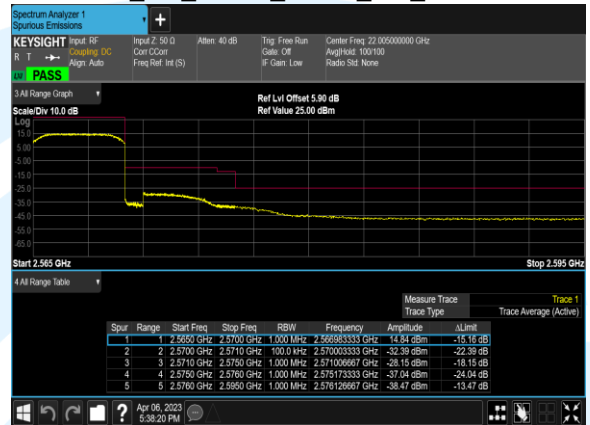 Spectrum Analyzer 1
Spurious Emissions
+
KEYSIGHT Input: RF Input Z: 50 Ω Atten: 40 dB Trig: Free Run Center Freq: 22.005000000 GHz
R T Coupling: DC Corr CCorr Gate: Off Avg|Hold: 100/100
Align: Auto Freq Ref: Int (S) IF Gain: Low Radio Std: None
LXI PASS
3 All Range Graph
Ref Lvl Offset 5.90 dB
Scale/Div 10.0 dB Ref Value 25.00 dBm
Log
15.0
5.00
-5.00
-15.0
-25.0
-35.0
-45.0
-55.0
-65.0
Start 2.565 GHz Stop 2.595 GHz
4 All Range Table
Measure Trace Trace 1
Trace Type Trace Average (Active)
Spur Range Start Freq Stop Freq RBW Frequency Amplitude ΔLimit
1 1 2.5650 GHz 2.5700 GHz 1.000 MHz 2.566983333 GHz 14.84 dBm -15.16 dB
2 2 2.5700 GHz 2.5710 GHz 100.0 kHz 2.570003333 GHz -32.39 dBm -22.39 dB
3 3 2.5710 GHz 2.5750 GHz 1.000 MHz 2.571006667 GHz -28.15 dBm -18.15 dB
4 4 2.5750 GHz 2.5760 GHz 1.000 MHz 2.575173333 GHz -37.04 dBm -24.04 dB
5 5 2.5760 GHz 2.5950 GHz 1.000 MHz 2.576126667 GHz -38.47 dBm -13.47 dB
? Apr 06, 2023
5:38:20 PM